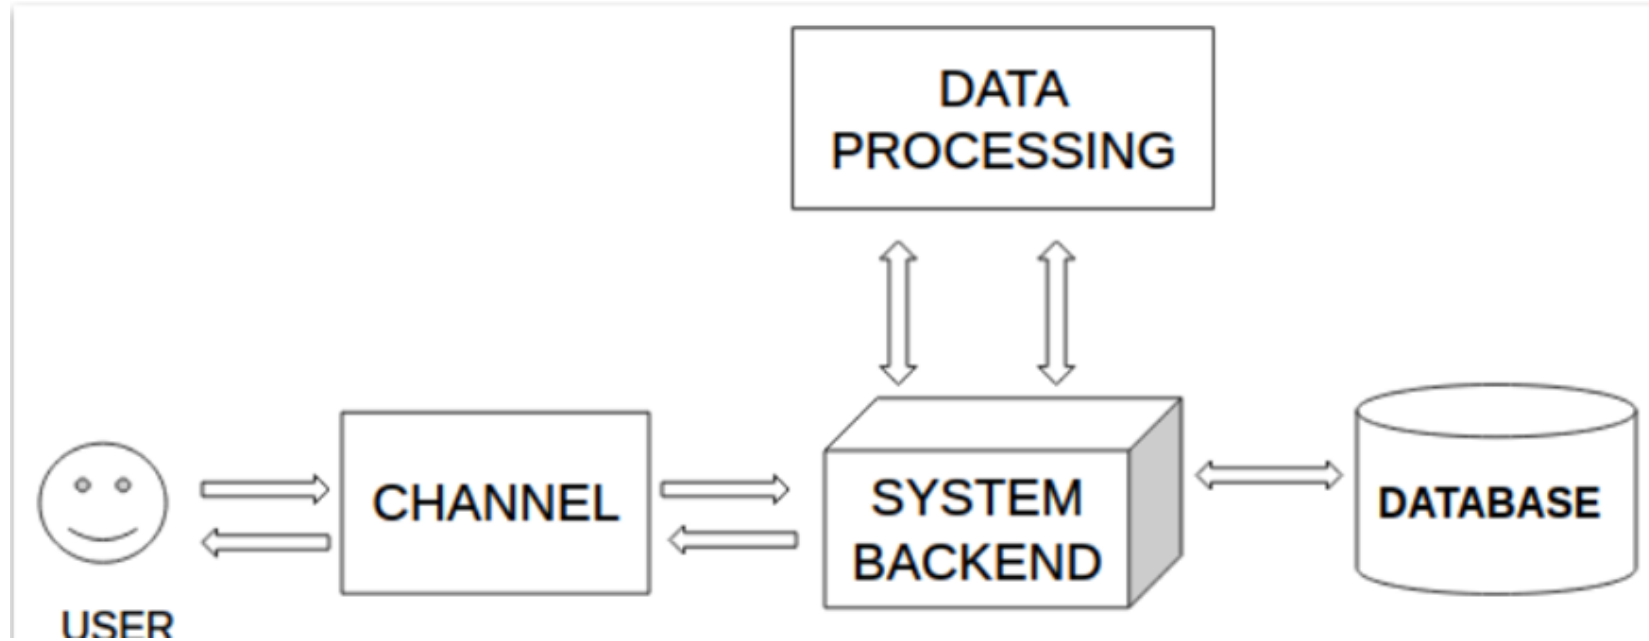 DATA
PROCESSING
CHANNEL
SYSTEM
BACKEND
DATABASE
USER